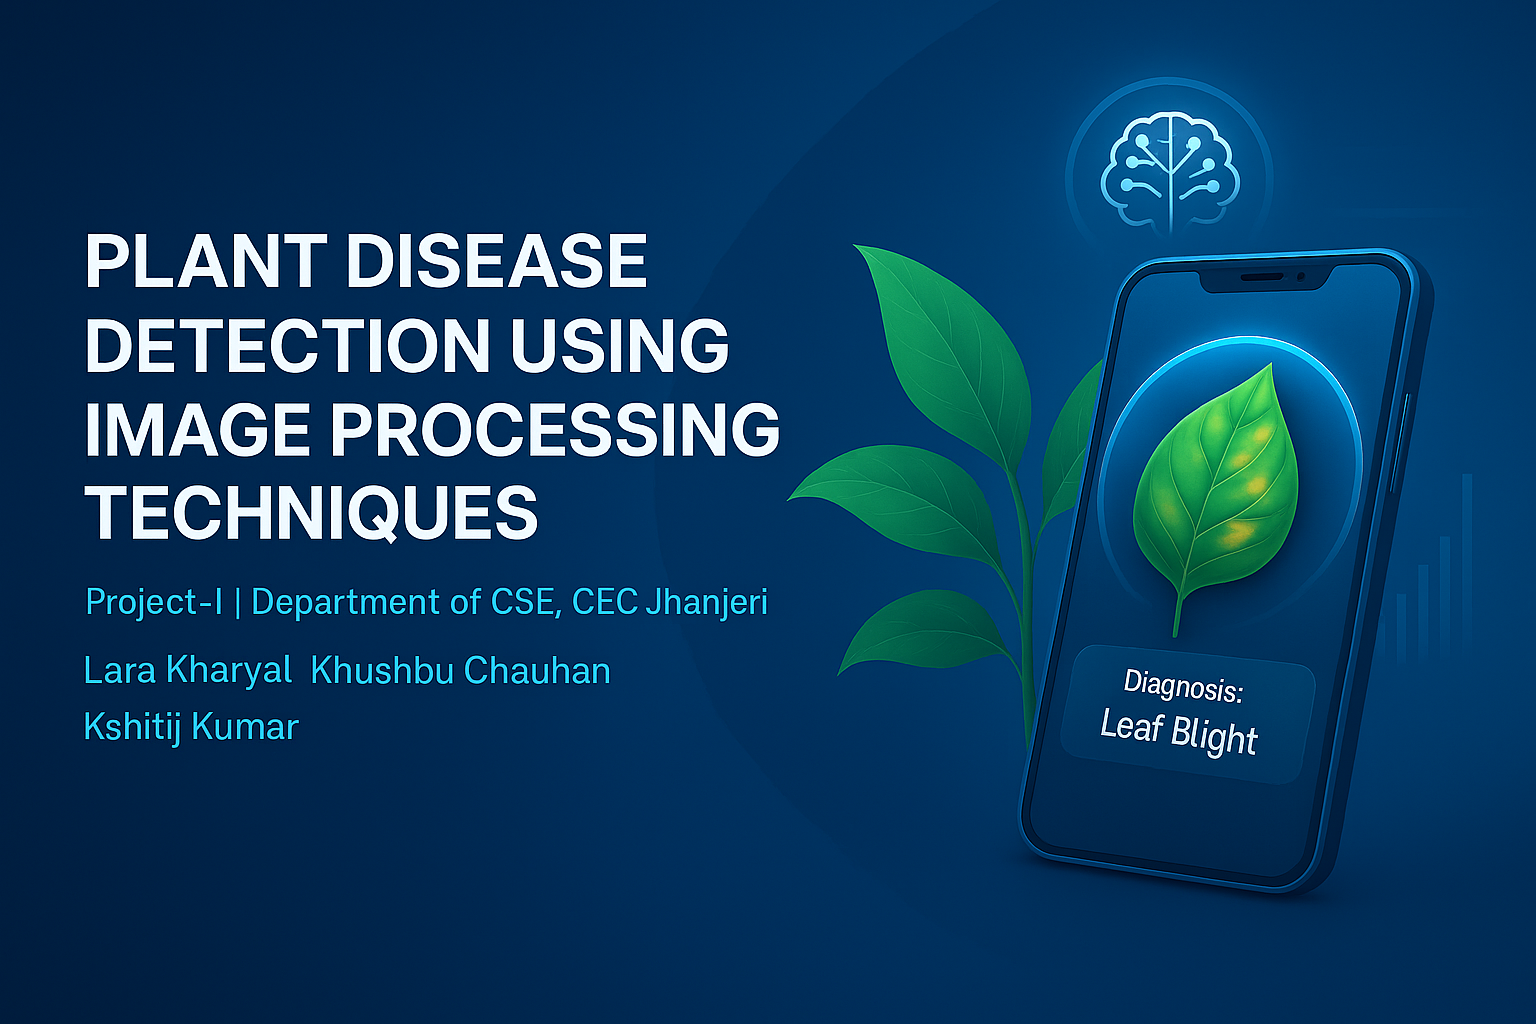 PLANT DISEASE
DETECTION USING
IMAGE PROCESSING
TECHNIQUES
Project-I | Department of CSE, CEC Jhanjeri
Lara Kharyal Khushbu Chauhan
Kshitij Kumar
Diagnosis:
Leaf Blight